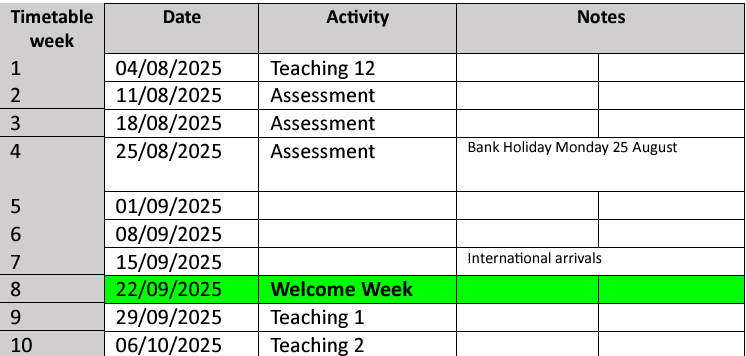 Timetable week Date Activity Notes
1 04/08/2025 Teaching 12
2 11/08/2025 Assessment
3 18/08/2025 Assessment
4 25/08/2025 Assessment Bank Holiday Monday 25 August
5 01/09/2025
6 08/09/2025
7 15/09/2025 International arrivals
8 22/09/2025 Welcome Week
9 29/09/2025 Teaching 1
10 06/10/2025 Teaching 2